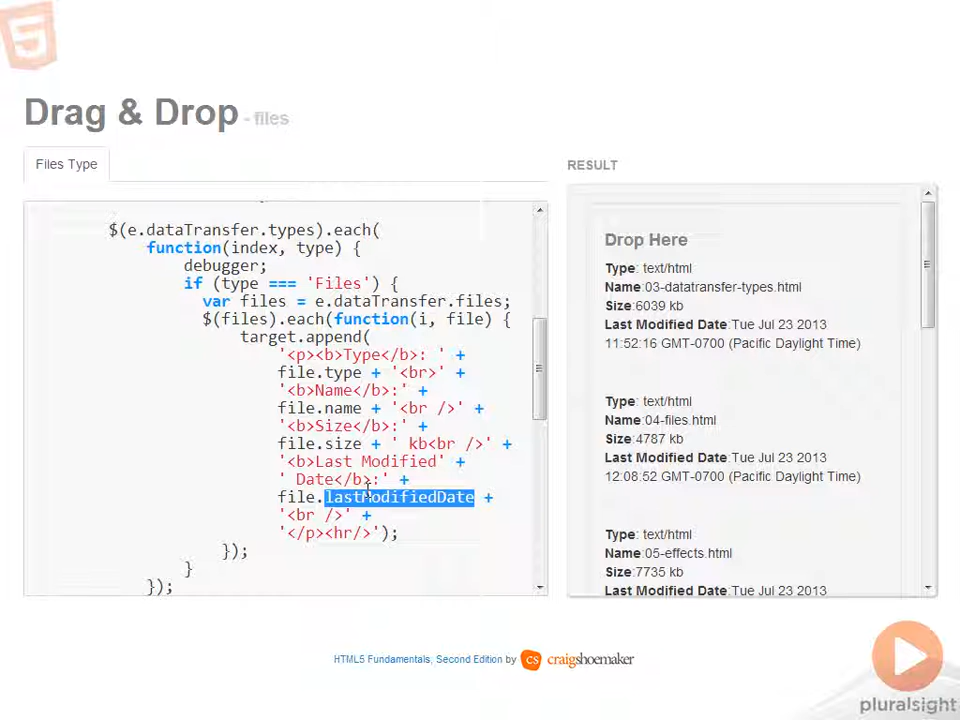 Drag & Drop - files
Files Type
RESULT
$(e.dataTransfer.types).each(
function(index, type) {
debugger;
if (type === 'Files') {
var files = e.dataTransfer.files;
$(files).each(function(i, file) {
target.append(
'<p><b>Type</b>: ' +
file.type + '<br>' +
'<b>Name</b>:' +
file.name + '<br />' +
'<b>Size</b>:' +
file.size + ' kb<br />' +
'<b>Last Modified' +
' Date</b>:' +
file.lastModifiedDate +
'<br />' +
'</p><hr/>');
});
}
});
Drop Here
Type: text/html
Name:03-datatransfer-types.html
Size:6039 kb
Last Modified Date:Tue Jul 23 2013
11:52:16 GMT-0700 (Pacific Daylight Time)
Type: text/html
Name:04-files.html
Size:4787 kb
Last Modified Date:Tue Jul 23 2013
12:08:52 GMT-0700 (Pacific Daylight Time)
Type: text/html
Name:05-effects.html
Size:7735 kb
Last Modified Date:Tue Jul 23 2013
HTML5 Fundamentals, Second Edition by cs craigshoemaker
pluralsight